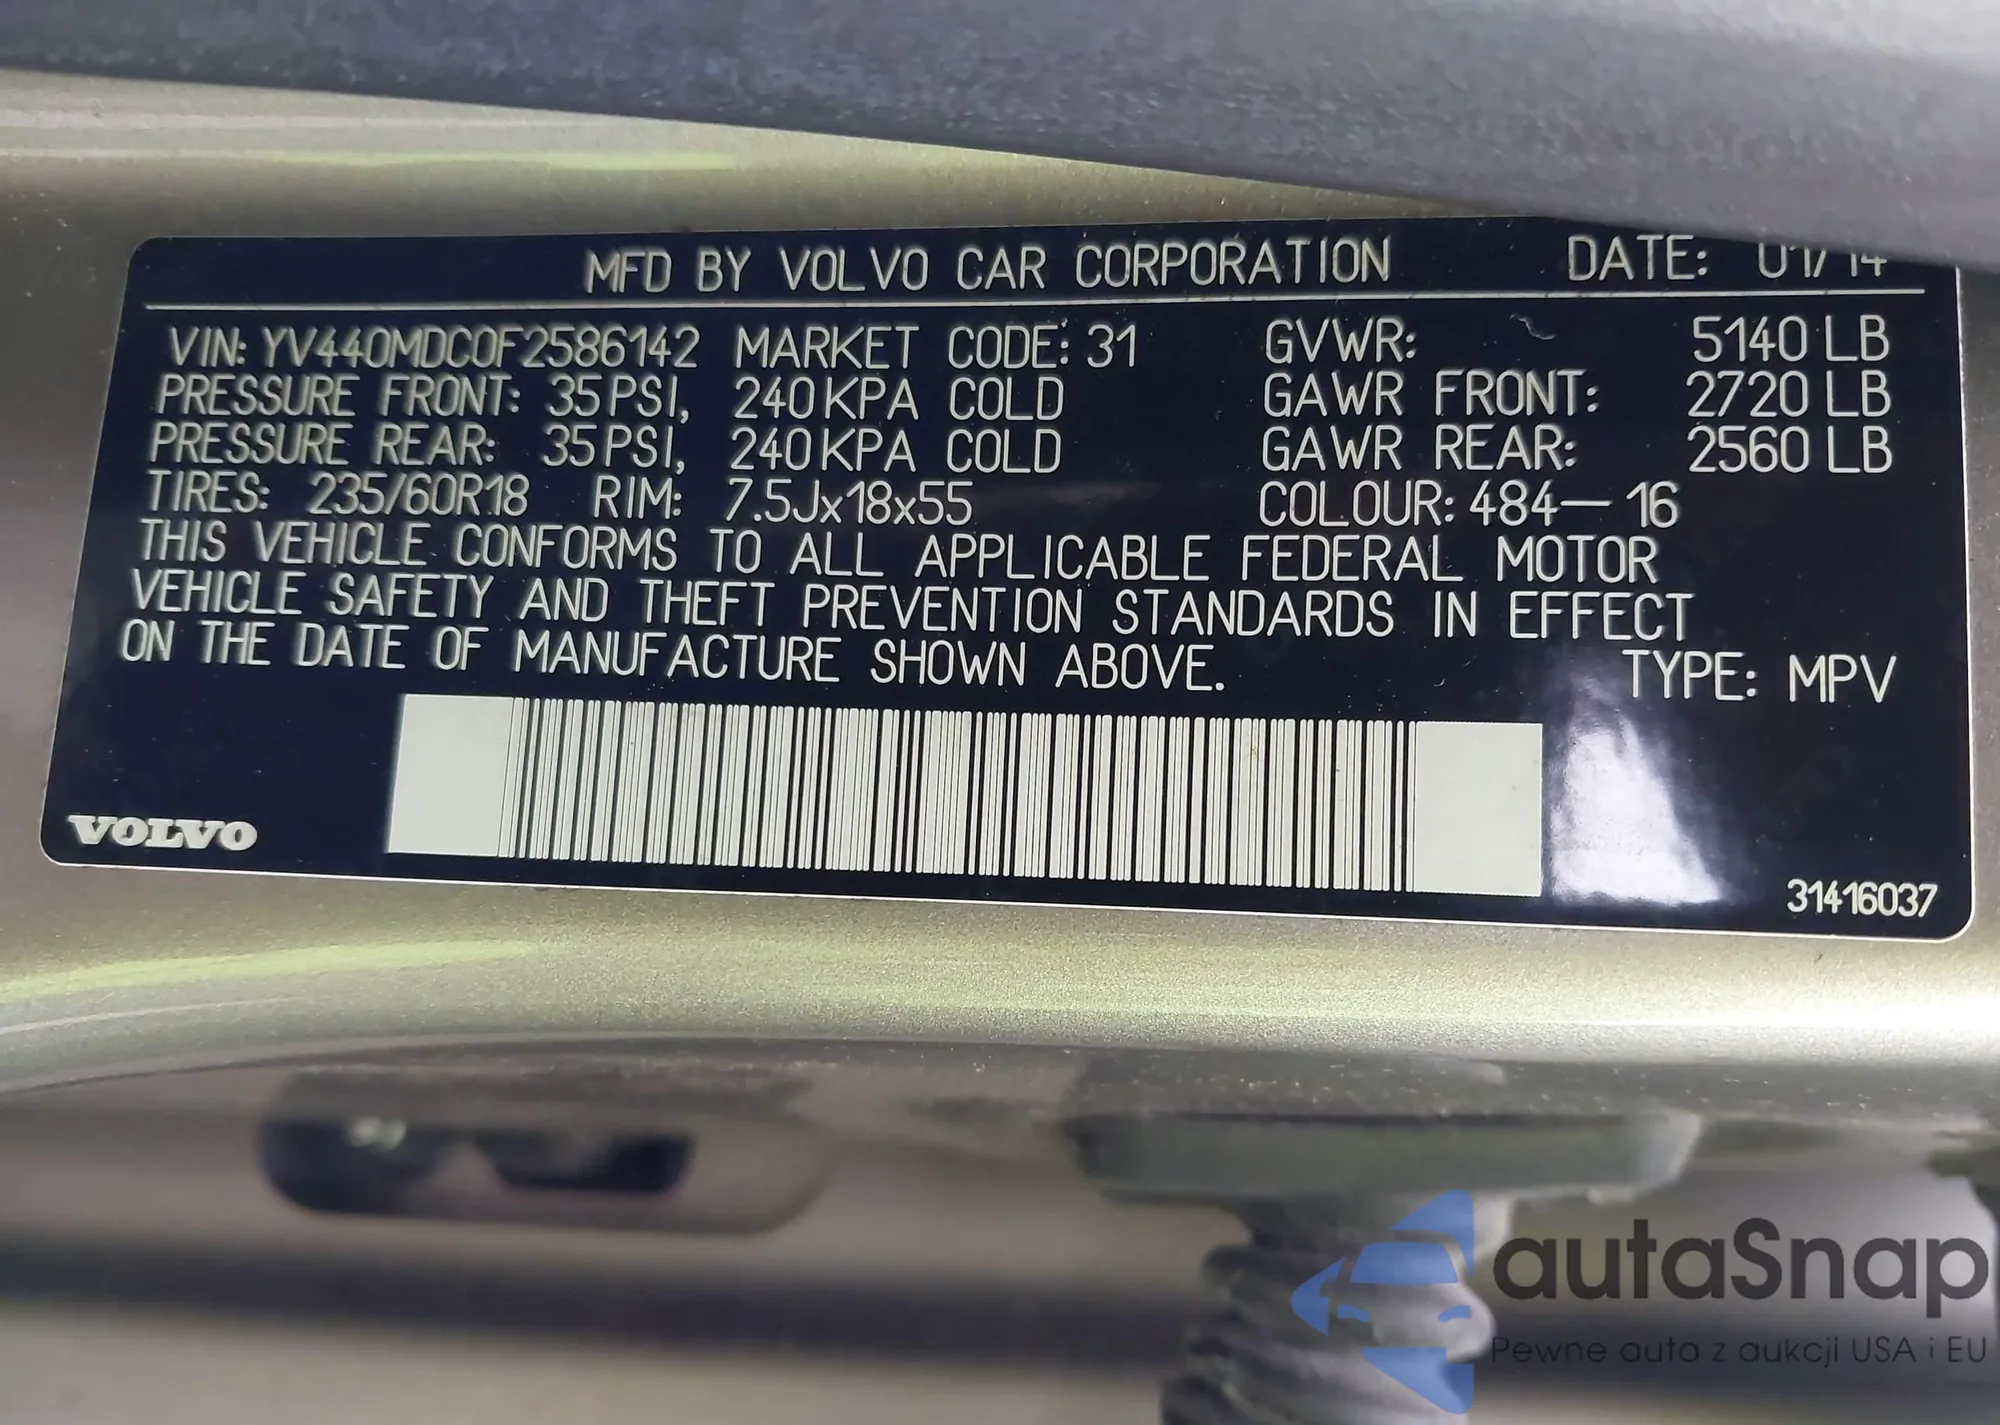 MFD BY VOLVO CAR CORPORATION DATE: 01/14
VIN: YV440MDC0F2586142 MARKET CODE: 31 GVWR: 5140 LB
PRESSURE FRONT: 35 PSI, 240 KPA COLD GAWR FRONT: 2720 LB
PRESSURE REAR: 35 PSI, 240 KPA COLD GAWR REAR: 2560 LB
TIRES: 235/60R18 RIM: 7.5Jx18x55 COLOUR: 484— 16
THIS VEHICLE CONFORMS TO ALL APPLICABLE FEDERAL MOTOR
VEHICLE SAFETY AND THEFT PREVENTION STANDARDS IN EFFECT
ON THE DATE OF MANUFACTURE SHOWN ABOVE.
TYPE: MPV
VOLVO
31416037
autaSnap
Pewne auta z aukcji USA i EU